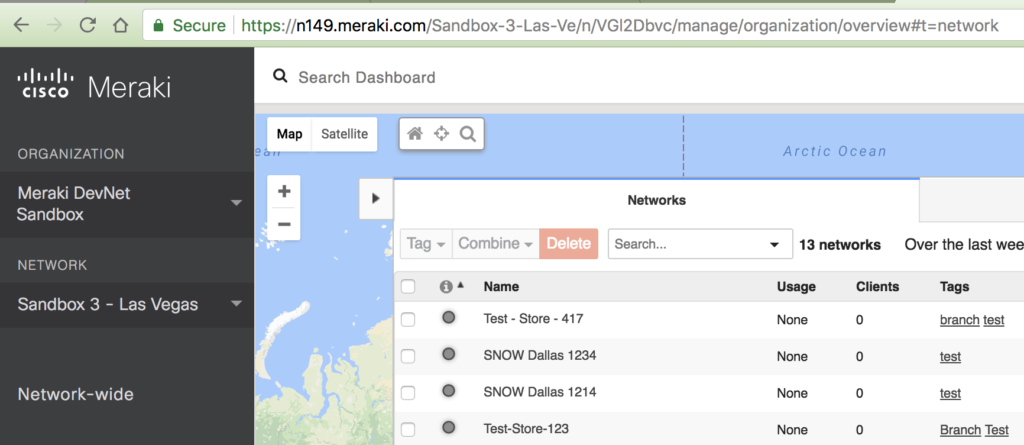 Secure https://n149.meraki.com/Sandbox-3-Las-Ve/n/VGl2Dbvc/manage/organization/overview#t=network
CISCO Meraki
Search Dashboard
ORGANIZATION
Meraki DevNet
Sandbox
NETWORK
Sandbox 3 - Las Vegas
Network-wide
Map Satellite
ean
Arctic Ocean
+
−
Networks
Tag Combine Delete Search... 13 networks Over the last wee
Name Usage Clients Tags
Test - Store - 417 None 0 branch test
SNOW Dallas 1234 None 0 test
SNOW Dallas 1214 None 0 test
Test-Store-123 None 0 Branch Test